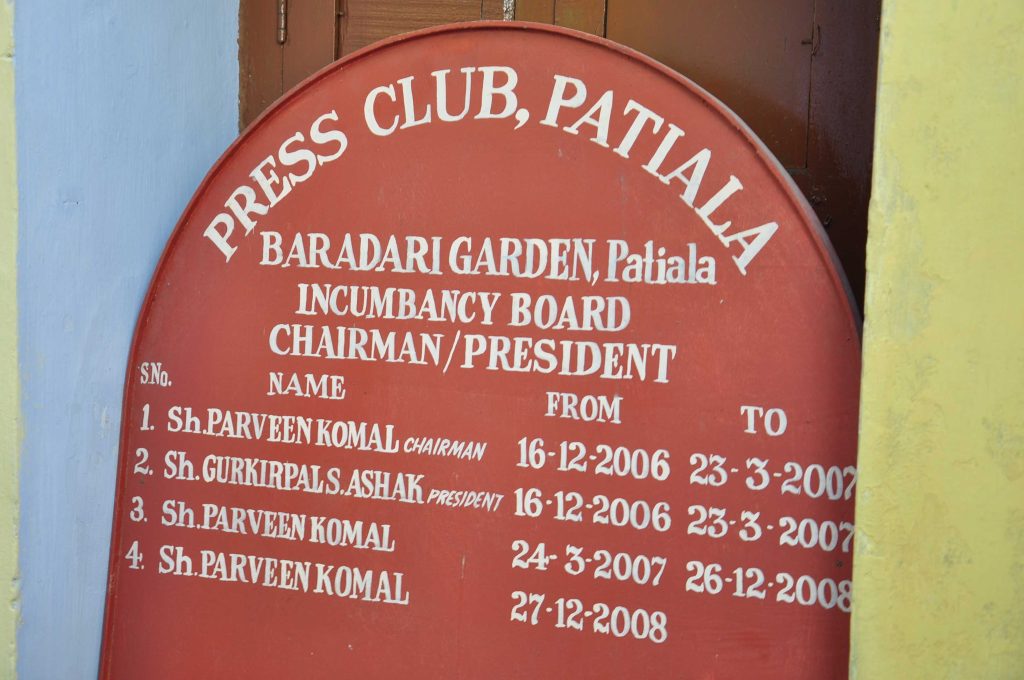 PRESS CLUB, PATIALA
BARADARI GARDEN, Patiala
INCUMBANCY BOARD
CHAIRMAN/PRESIDENT
S.No. NAME FROM TO
1. Sh.PARVEEN KOMAL CHAIRMAN 16-12-2006 23-3-2007
2. Sh.GURKIRPAL S.ASHAK PRESIDENT 16-12-2006 23-3-2007
3. Sh.PARVEEN KOMAL 24-3-2007 26-12-2008
4. Sh.PARVEEN KOMAL 27-12-2008